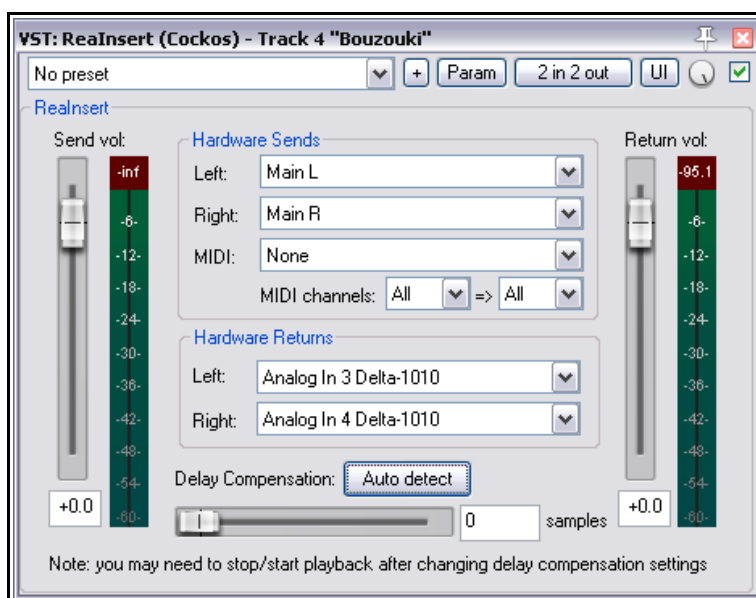 VST: ReaInsert (Cockos) - Track 4 "Bouzouki"
No preset + Param 2 in 2 out UI
ReaInsert
Send vol:
-inf
-6-
-12-
-18-
-24-
-30-
-36-
-42-
-48-
-54-
-60-
+0.0
Hardware Sends
Left: Main L
Right: Main R
MIDI: None
MIDI channels: All => All
Hardware Returns
Left: Analog In 3 Delta-1010
Right: Analog In 4 Delta-1010
Delay Compensation: Auto detect
0 samples
Return vol:
-95.1
-6-
-12-
-18-
-24-
-30-
-36-
-42-
-48-
-54-
-60-
+0.0
Note: you may need to stop/start playback after changing delay compensation settings